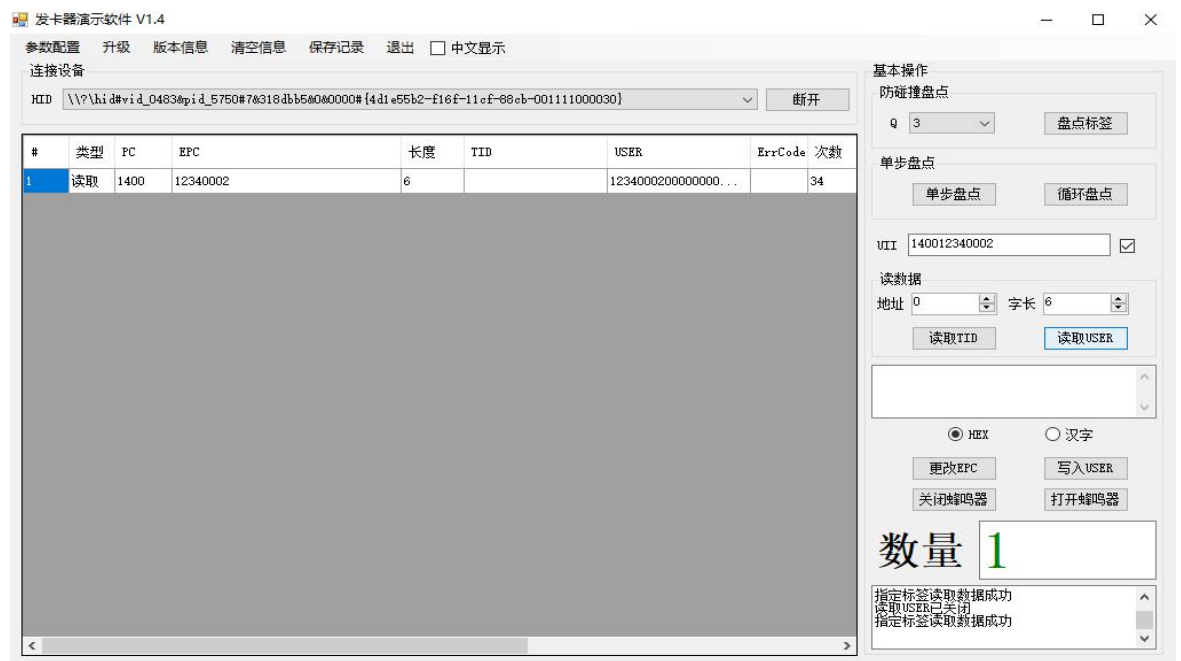 发卡器演示软件 V1.4
参数配置 升级 版本信息 清空信息 保存记录 退出 中文显示
连接设备
HID \\?\hid#vid_0483&pid_5750#7&318dbb5&0&0000#{4d1e55b2-f16f-11cf-88cb-001111000030} 断开
# 类型 PC EPC 长度 TID USER ErrCode 次数
1 读取 1400 12340002 6 1234000200000000... 34
基本操作
防碰撞盘点
Q 3 盘点标签
单步盘点
单步盘点 循环盘点
UII 140012340002
读数据
地址 0 字长 6
读取TID 读取USER
HEX 汉字
更改EPC 写入USER
关闭蜂鸣器 打开蜂鸣器
数量 1
指定标签读取数据成功
读取USER已关闭
指定标签读取数据成功